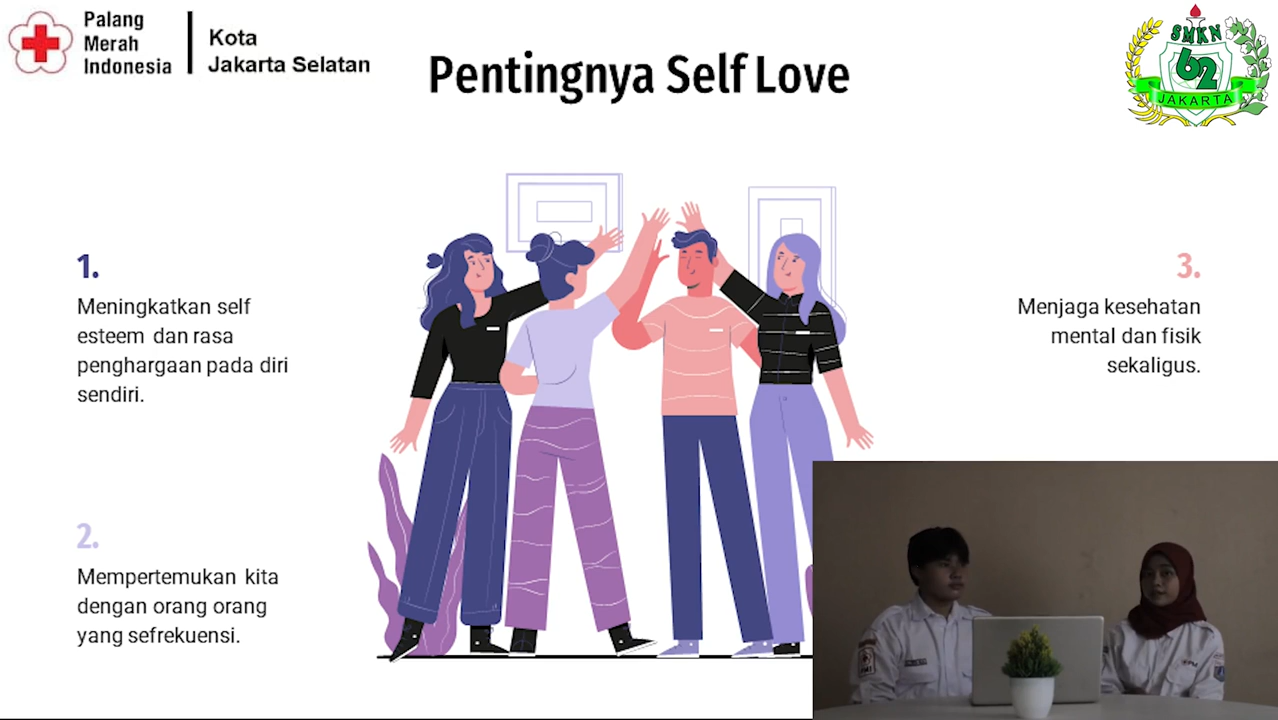 Palang
Merah
Indonesia
Kota
Jakarta Selatan
Pentingnya Self Love
SMKN
62
JAKARTA
1.
Meningkatkan self
esteem dan rasa
penghargaan pada diri
sendiri.
2.
Mempertemukan kita
dengan orang orang
yang sefrekuensi.
3.
Menjaga kesehatan
mental dan fisik
sekaligus.